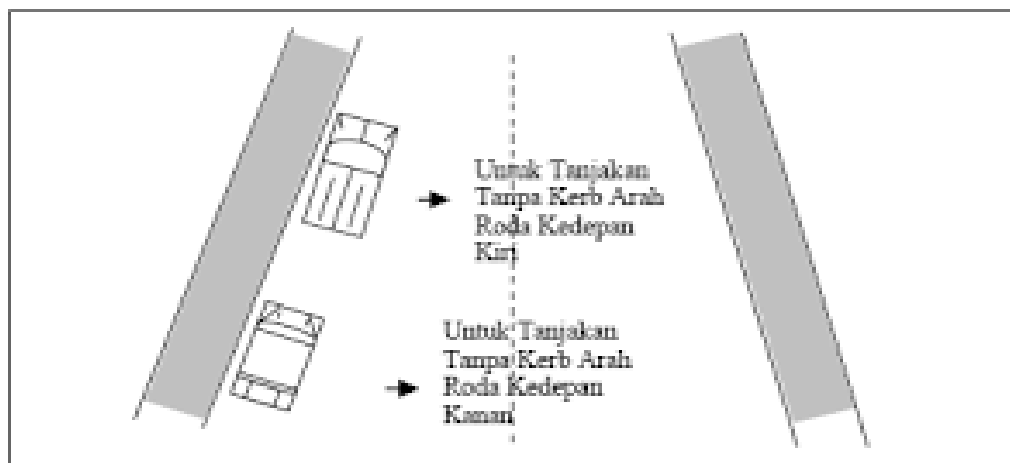 Untuk Tanjakan
Tanpa Kerb Arah
Roda Kedepan
Kiri
Untuk Tanjakan
Tanpa Kerb Arah
Roda Kedepan
Kanan